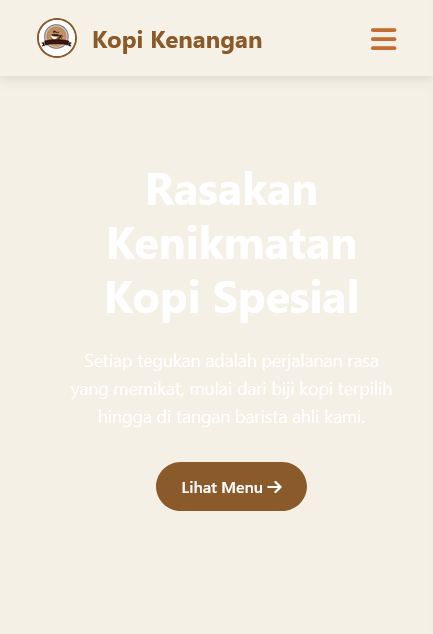 Kopi Kenangan
Rasakan
Kenikmatan
Kopi Spesial
Setiap tegukan adalah perjalanan rasa
yang memikat, mulai dari biji kopi terpilih
hingga di tangan barista ahli kami.
Lihat Menu